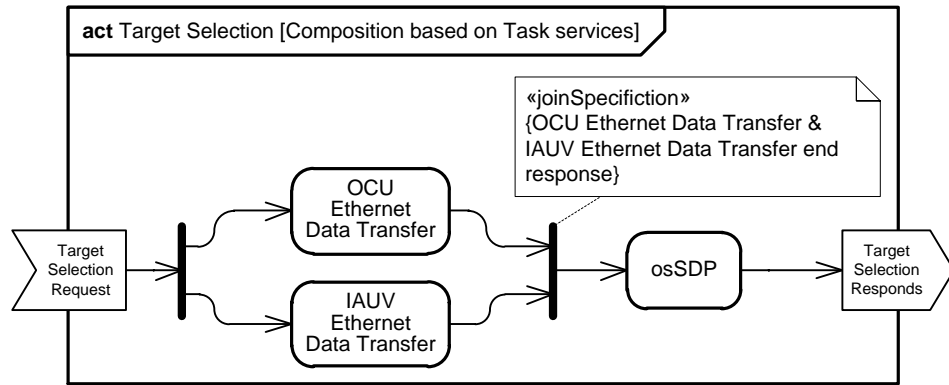 act Target Selection [Composition based on Task services]
«joinSpecifiction»
{OCU Ethernet Data Transfer &
IAUV Ethernet Data Transfer end
response}
OCU
Ethernet
Data Transfer
Target
Selection
Request
osSDP
Target
Selection
Responds
IAUV
Ethernet
Data Transfer